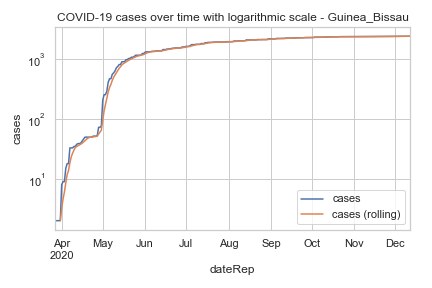 COVID-19 cases over time with logarithmic scale - Guinea_Bissau
cases
10³
10²
10¹
Apr May Jun Jul Aug Sep Oct Nov Dec
2020
dateRep
cases
cases (rolling)